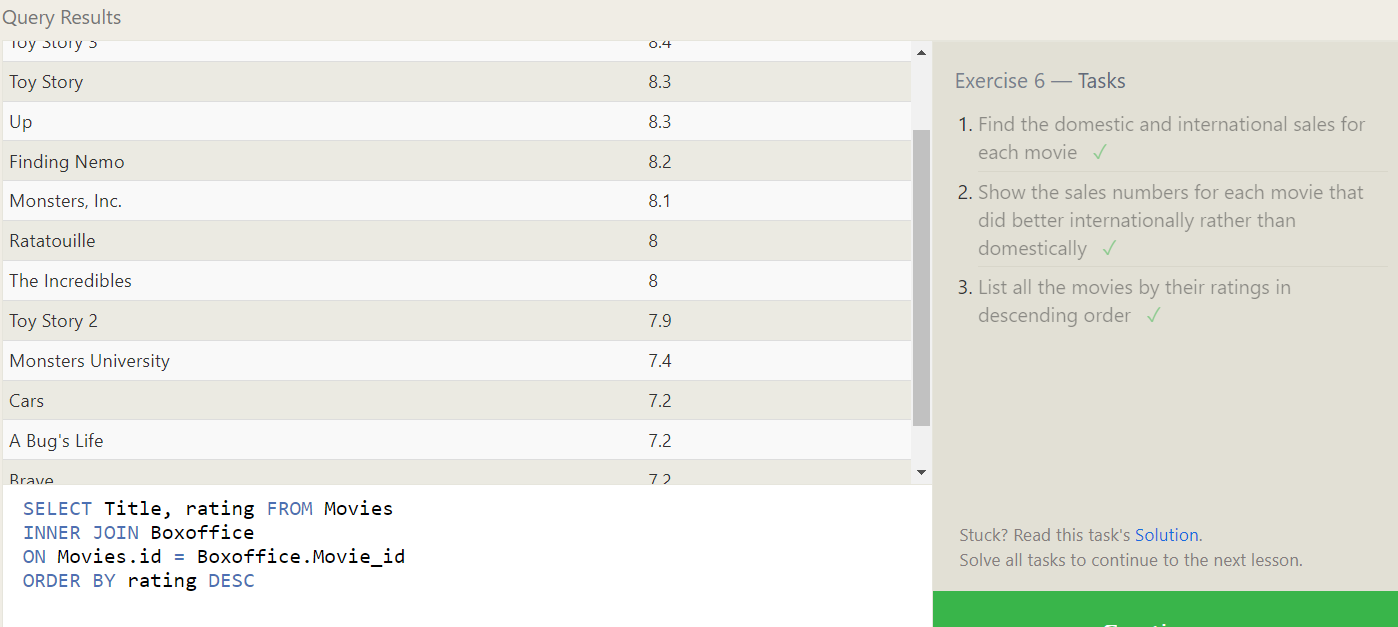 Query Results
Toy Story 3 8.4
Toy Story 8.3
Up 8.3
Finding Nemo 8.2
Monsters, Inc. 8.1
Ratatouille 8
The Incredibles 8
Toy Story 2 7.9
Monsters University 7.4
Cars 7.2
A Bug's Life 7.2
Brave 7.2
SELECT Title, rating FROM Movies
INNER JOIN Boxoffice
ON Movies.id = Boxoffice.Movie_id
ORDER BY rating DESC
Exercise 6 — Tasks
1. Find the domestic and international sales for
each movie ✓
2. Show the sales numbers for each movie that
did better internationally rather than
domestically ✓
3. List all the movies by their ratings in
descending order ✓
Stuck? Read this task's Solution.
Solve all tasks to continue to the next lesson.